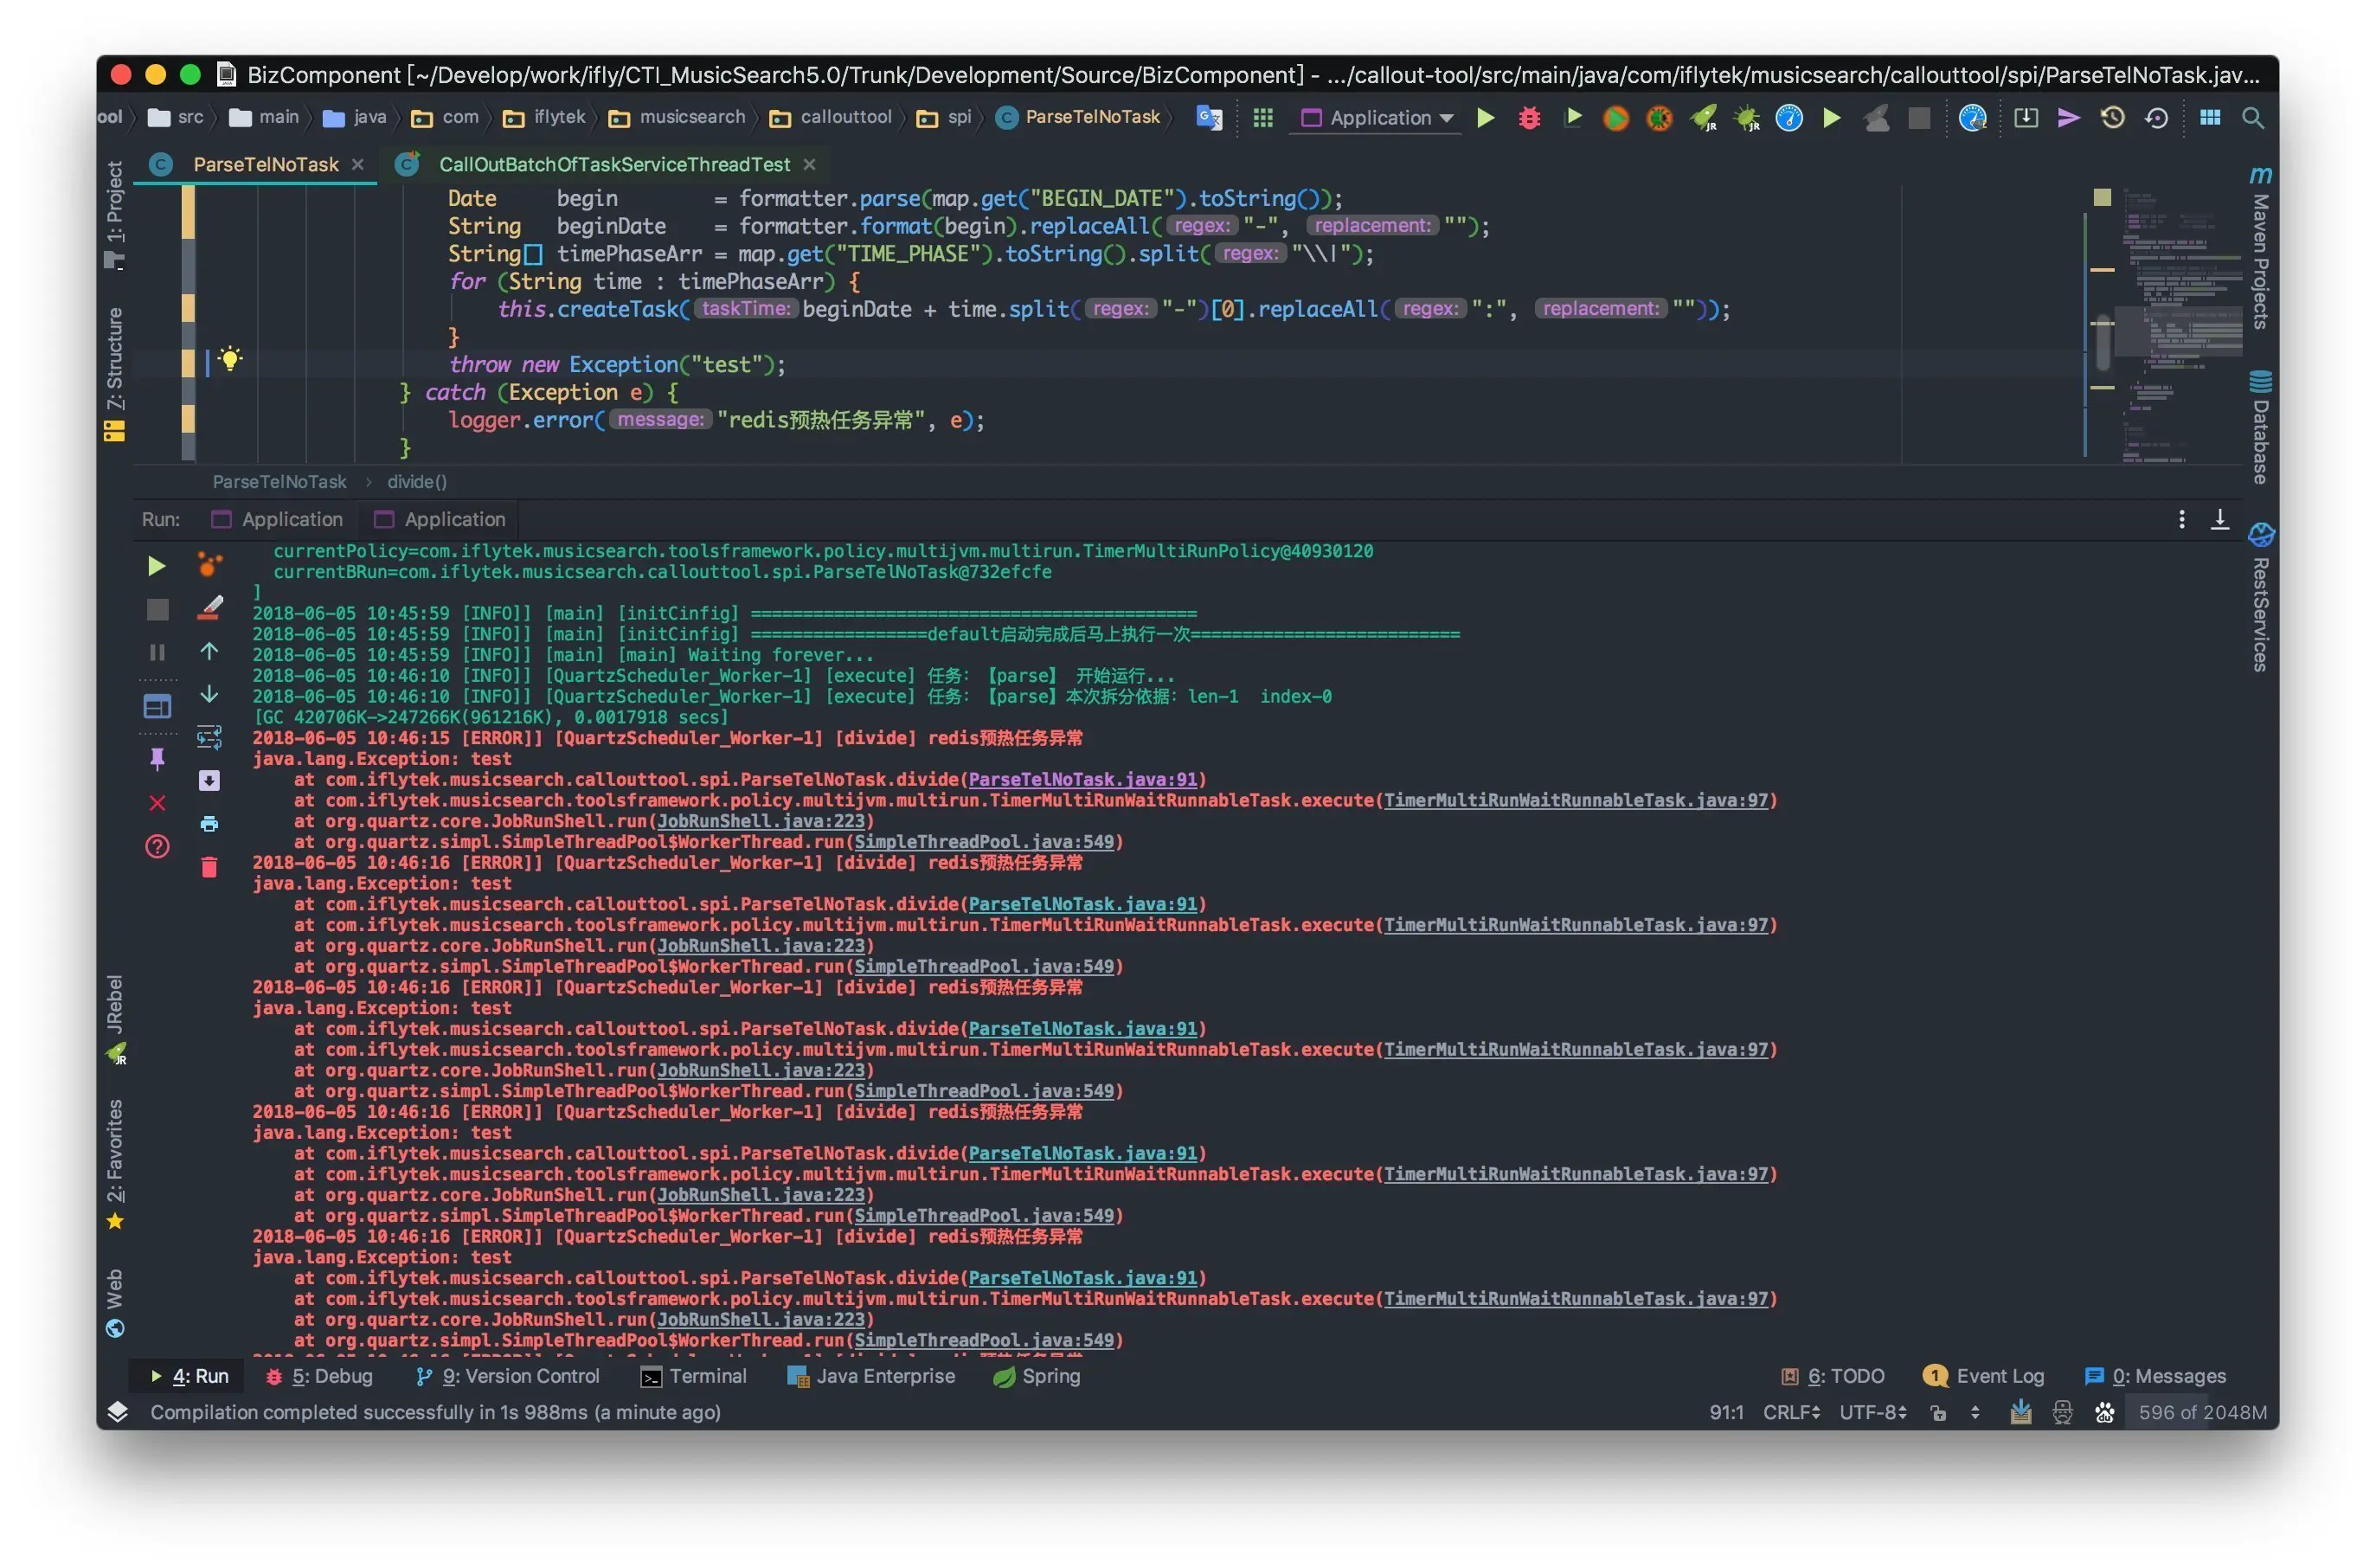 BizComponent [~/Develop/work/ifly/CTI_MusicSearch5.0/Trunk/Development/Source/BizComponent] - .../callout-tool/src/main/java/com/iflytek/musicsearch/callouttool/spi/ParseTelNoTask.jav...
ool src main java com iflytek musicsearch callouttool spi ParseTelNoTask Application
ParseTelNoTask CallOutBatchOfTaskServiceThreadTest
1: Project
Z: Structure
JRebel
2: Favorites
Web
Date begin = formatter.parse(map.get("BEGIN_DATE").toString());
String beginDate = formatter.format(begin).replaceAll( regex: "-", replacement: "");
String[] timePhaseArr = map.get("TIME_PHASE").toString().split( regex: "\\|");
for (String time : timePhaseArr) {
this.createTask( taskTime: beginDate + time.split( regex: "-")[0].replaceAll( regex: ":", replacement: ""));
}
throw new Exception("test");
} catch (Exception e) {
logger.error( message: "redis预热任务异常", e);
}
Maven Projects
Database
RestServices
ParseTelNoTask › divide()
Run: Application Application
currentPolicy=com.iflytek.musicsearch.toolsframework.policy.multijvm.multirun.TimerMultiRunPolicy@40930120
currentBRun=com.iflytek.musicsearch.callouttool.spi.ParseTelNoTask@732efcfe
]
2018-06-05 10:45:59 [INFO]] [main] [initCinfig] ===========================================
2018-06-05 10:45:59 [INFO]] [main] [initCinfig] =================default启动完成后马上执行一次==========================
2018-06-05 10:45:59 [INFO]] [main] [main] Waiting forever...
2018-06-05 10:46:10 [INFO]] [QuartzScheduler_Worker-1] [execute] 任务：【parse】 开始运行...
2018-06-05 10:46:10 [INFO]] [QuartzScheduler_Worker-1] [execute] 任务：【parse】本次拆分依据：len-1 index-0
[GC 420706K->247266K(961216K), 0.0017918 secs]
2018-06-05 10:46:15 [ERROR]] [QuartzScheduler_Worker-1] [divide] redis预热任务异常
java.lang.Exception: test
at com.iflytek.musicsearch.callouttool.spi.ParseTelNoTask.divide(ParseTelNoTask.java:91)
at com.iflytek.musicsearch.toolsframework.policy.multijvm.multirun.TimerMultiRunWaitRunnableTask.execute(TimerMultiRunWaitRunnableTask.java:97)
at org.quartz.core.JobRunShell.run(JobRunShell.java:223)
at org.quartz.simpl.SimpleThreadPool$WorkerThread.run(SimpleThreadPool.java:549)
2018-06-05 10:46:16 [ERROR]] [QuartzScheduler_Worker-1] [divide] redis预热任务异常
java.lang.Exception: test
at com.iflytek.musicsearch.callouttool.spi.ParseTelNoTask.divide(ParseTelNoTask.java:91)
at com.iflytek.musicsearch.toolsframework.policy.multijvm.multirun.TimerMultiRunWaitRunnableTask.execute(TimerMultiRunWaitRunnableTask.java:97)
at org.quartz.core.JobRunShell.run(JobRunShell.java:223)
at org.quartz.simpl.SimpleThreadPool$WorkerThread.run(SimpleThreadPool.java:549)
2018-06-05 10:46:16 [ERROR]] [QuartzScheduler_Worker-1] [divide] redis预热任务异常
java.lang.Exception: test
at com.iflytek.musicsearch.callouttool.spi.ParseTelNoTask.divide(ParseTelNoTask.java:91)
at com.iflytek.musicsearch.toolsframework.policy.multijvm.multirun.TimerMultiRunWaitRunnableTask.execute(TimerMultiRunWaitRunnableTask.java:97)
at org.quartz.core.JobRunShell.run(JobRunShell.java:223)
at org.quartz.simpl.SimpleThreadPool$WorkerThread.run(SimpleThreadPool.java:549)
2018-06-05 10:46:16 [ERROR]] [QuartzScheduler_Worker-1] [divide] redis预热任务异常
java.lang.Exception: test
at com.iflytek.musicsearch.callouttool.spi.ParseTelNoTask.divide(ParseTelNoTask.java:91)
at com.iflytek.musicsearch.toolsframework.policy.multijvm.multirun.TimerMultiRunWaitRunnableTask.execute(TimerMultiRunWaitRunnableTask.java:97)
at org.quartz.core.JobRunShell.run(JobRunShell.java:223)
at org.quartz.simpl.SimpleThreadPool$WorkerThread.run(SimpleThreadPool.java:549)
2018-06-05 10:46:16 [ERROR]] [QuartzScheduler_Worker-1] [divide] redis预热任务异常
java.lang.Exception: test
at com.iflytek.musicsearch.callouttool.spi.ParseTelNoTask.divide(ParseTelNoTask.java:91)
at com.iflytek.musicsearch.toolsframework.policy.multijvm.multirun.TimerMultiRunWaitRunnableTask.execute(TimerMultiRunWaitRunnableTask.java:97)
at org.quartz.core.JobRunShell.run(JobRunShell.java:223)
at org.quartz.simpl.SimpleThreadPool$WorkerThread.run(SimpleThreadPool.java:549)
4: Run 5: Debug 9: Version Control Terminal Java Enterprise Spring 6: TODO 1 Event Log 0: Messages
Compilation completed successfully in 1s 988ms (a minute ago) 91:1 CRLF UTF-8 596 of 2048M